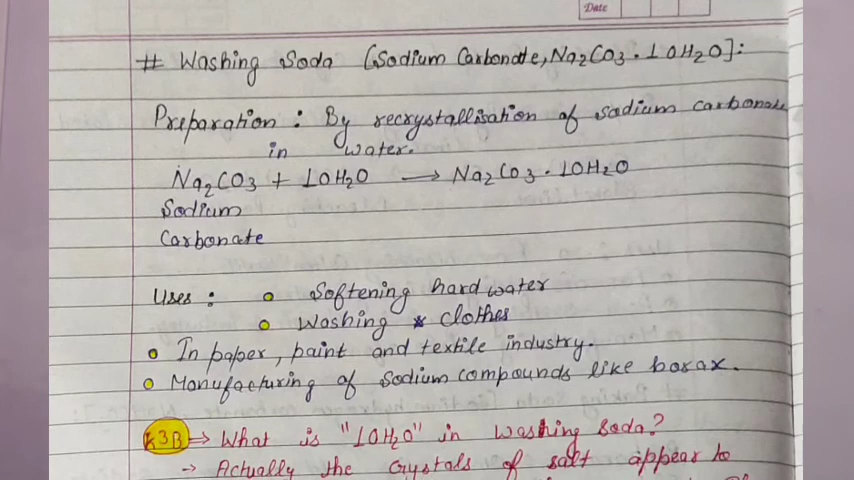 Date
# Washing Soda [Sodium Carbonate, Na2CO3.10H2O]:
Preparation : By recrystallisation of sodium carbonate
in water.
Na2CO3 + 10H2O → Na2CO3.10H2O
Sodium
Carbonate
Uses : • Softening hard water
• Washing clothes
• In paper, paint and textile industry.
• Manufacturing of sodium compounds like borax.
K3B → What is "10H2O" in washing soda?
→ Actually the crystals of salt appear to